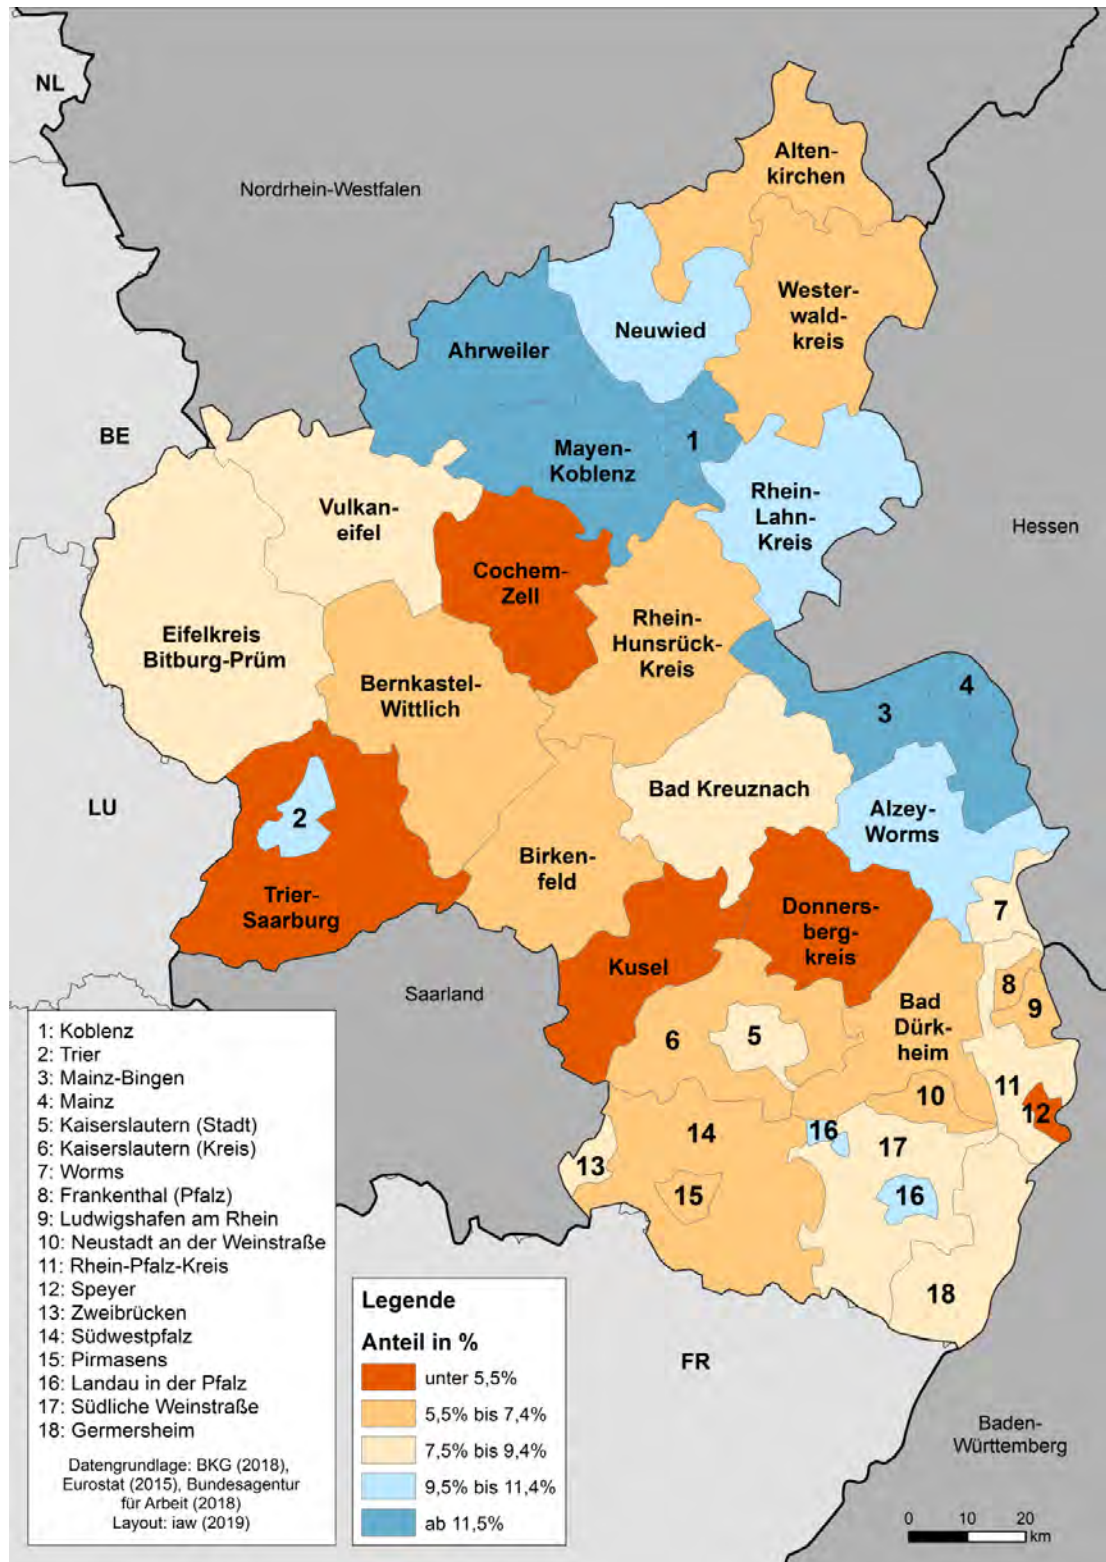 NL
Nordrhein-Westfalen
Alten-
kirchen
Wester-
wald-
kreis
Neuwied
Ahrweiler
BE
1
Mayen-
Koblenz
Rhein-
Lahn-
Kreis
Hessen
Vulkan-
eifel
Cochem-
Zell
Eifelkreis
Bitburg-Prüm
Rhein-
Hunsrück-
Kreis
Bernkastel-
Wittlich
4
3
Bad Kreuznach
LU
2
Alzey-
Worms
Birken-
feld
Trier-
Saarburg
Donners-
berg-
kreis
7
Kusel
Saarland
8
9
Bad
Dürk-
heim
6
5
11
10
12
14
16
17
13
15
16
18
1: Koblenz
2: Trier
3: Mainz-Bingen
4: Mainz
5: Kaiserslautern (Stadt)
6: Kaiserslautern (Kreis)
7: Worms
8: Frankenthal (Pfalz)
9: Ludwigshafen am Rhein
10: Neustadt an der Weinstraße
11: Rhein-Pfalz-Kreis
12: Speyer
13: Zweibrücken
14: Südwestpfalz
15: Pirmasens
16: Landau in der Pfalz
17: Südliche Weinstraße
18: Germersheim
Datengrundlage: BKG (2018),
Eurostat (2015), Bundesagentur
für Arbeit (2018)
Layout: iaw (2019)
Legende
Anteil in %
unter 5,5%
5,5% bis 7,4%
7,5% bis 9,4%
9,5% bis 11,4%
ab 11,5%
FR
Baden-
Württemberg
0 10 20
km